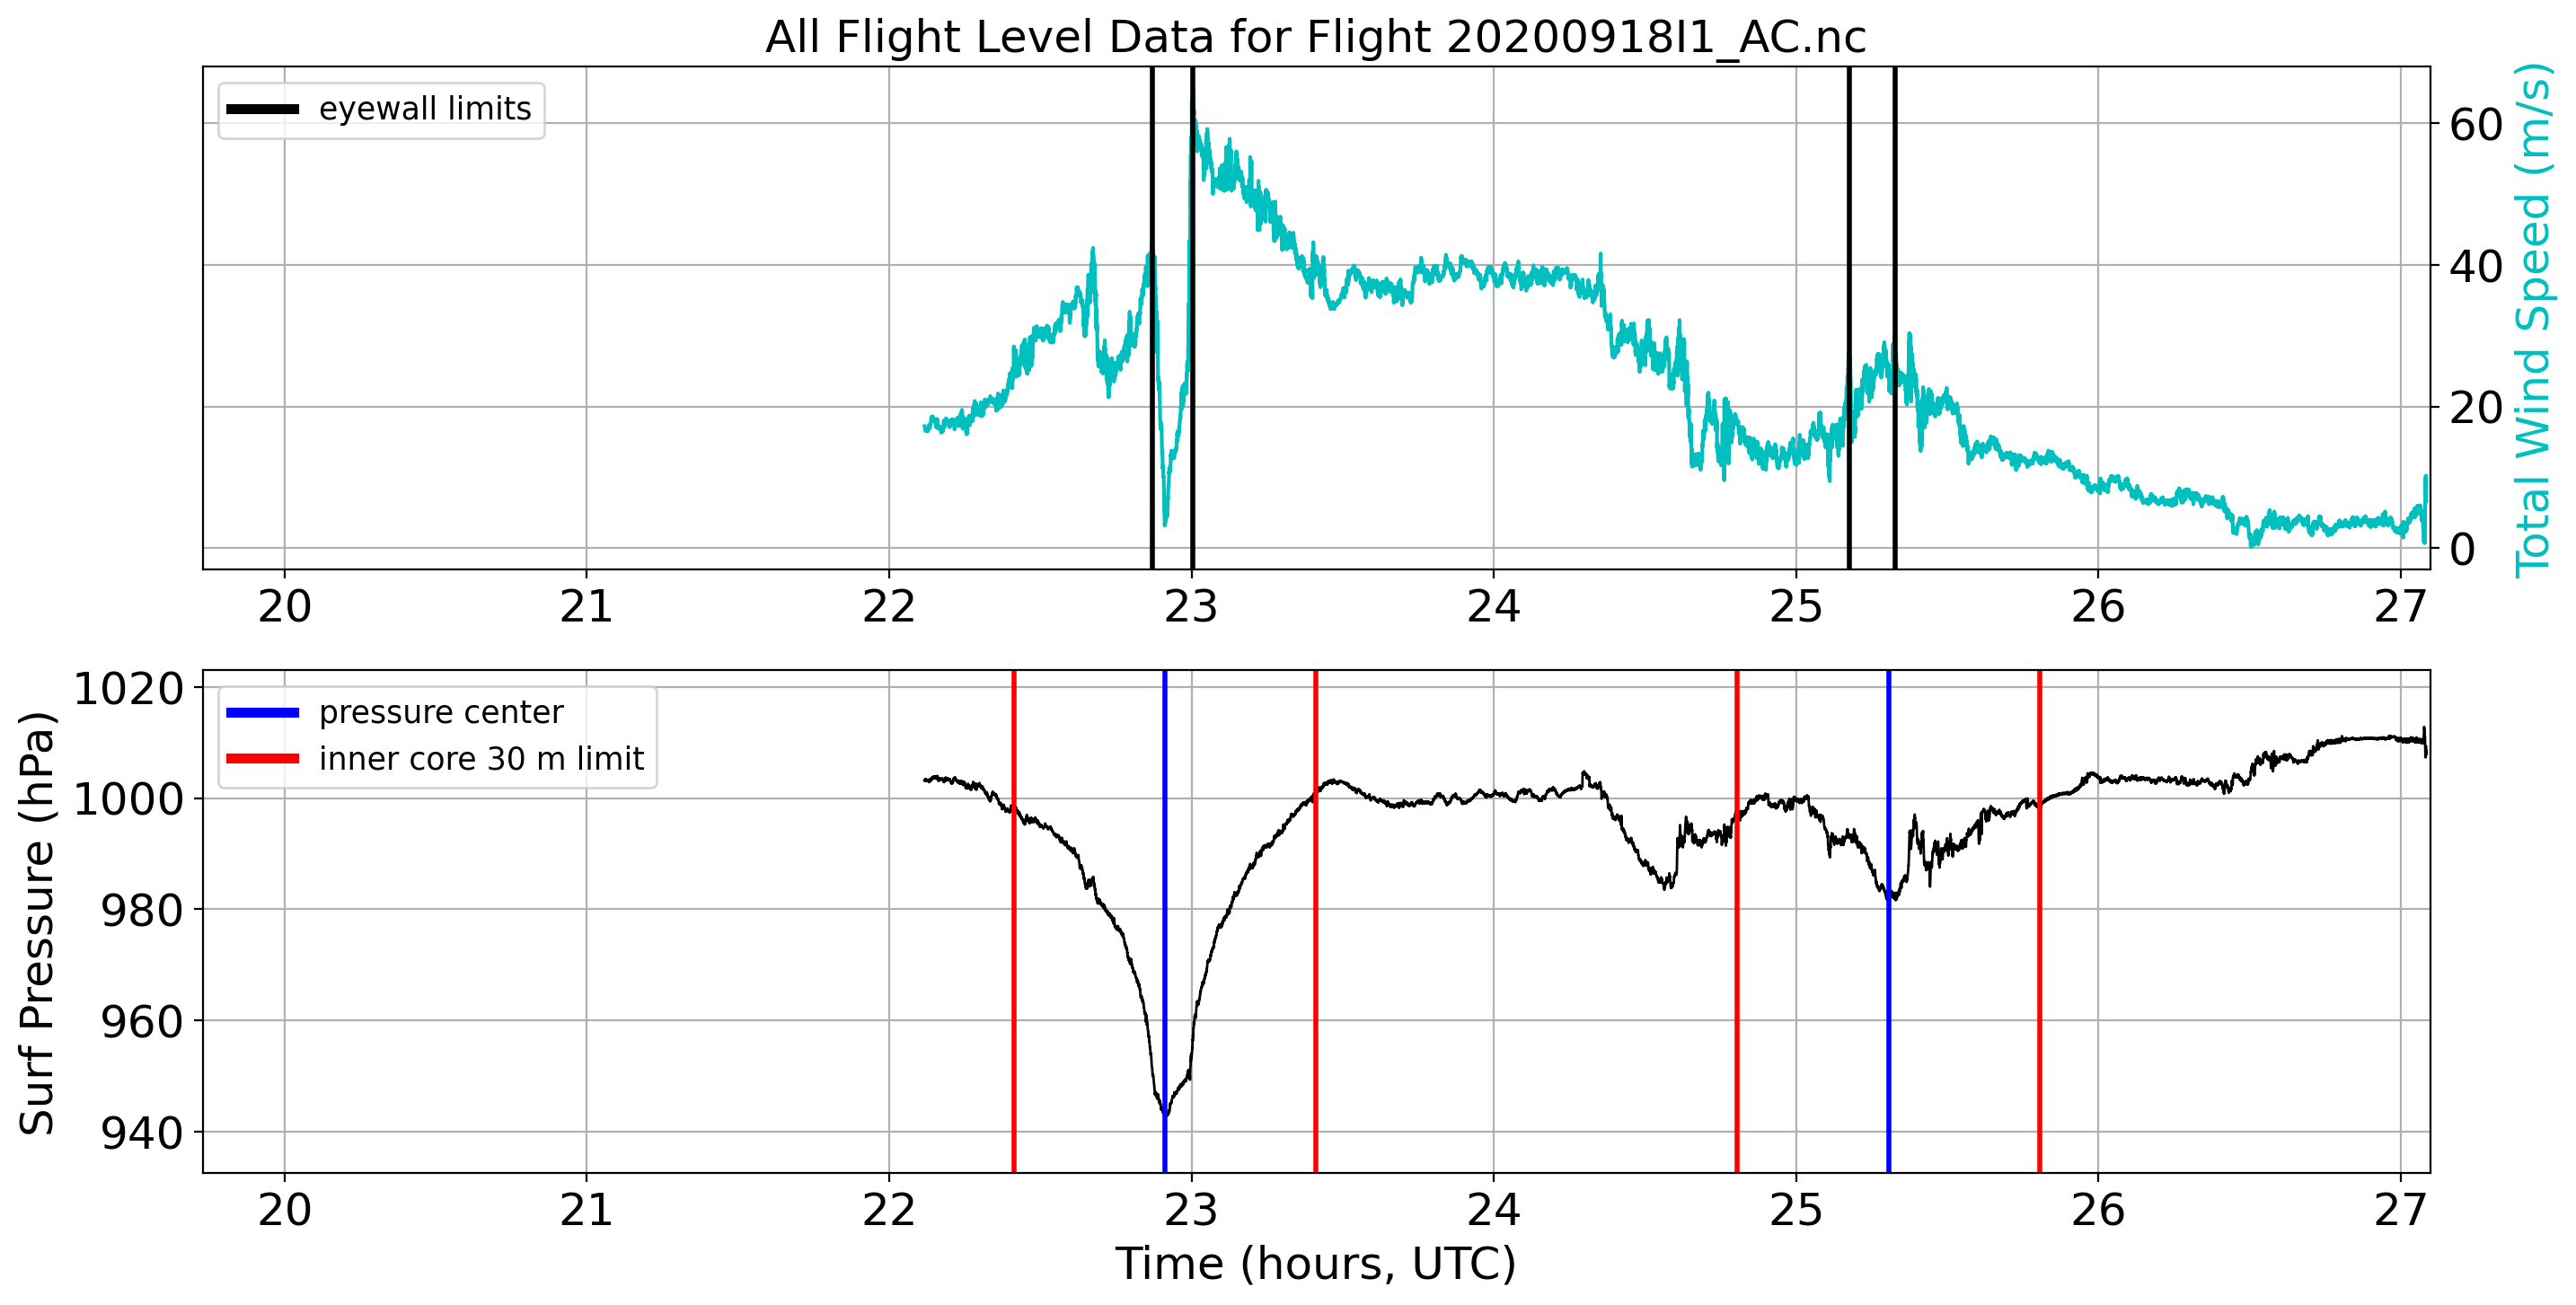 All Flight Level Data for Flight 20200918I1_AC.nc
eyewall limits
60
40
20
0
Total Wind Speed (m/s)
20 21 22 23 24 25 26 27
1020
1000
980
960
940
Surf Pressure (hPa)
pressure center
inner core 30 m limit
20 21 22 23 24 25 26 27
Time (hours, UTC)